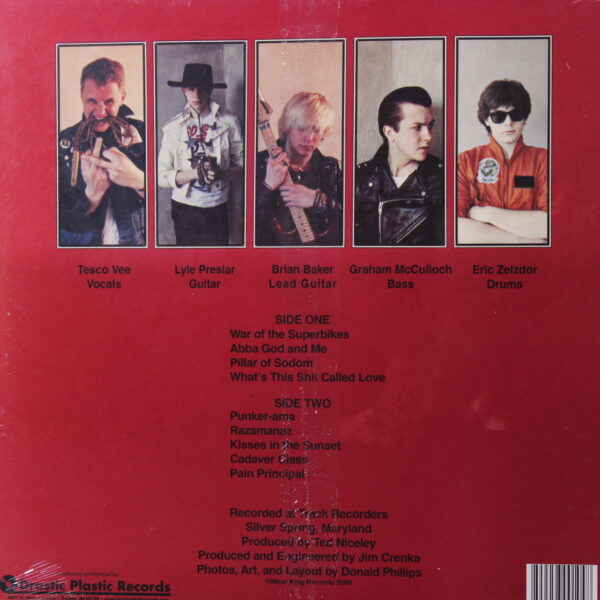 Tesco Vee
Vocals
Lyle Preslar
Guitar
Brian Baker
Lead Guitar
Graham McCulloch
Bass
Eric Zelzdor
Drums
SIDE ONE
War of the Superbikes
Abba God and Me
Pillar of Sodom
What's This Shit Called Love
SIDE TWO
Punker-ama
Razamanaz
Kisses in the Sunset
Cadaver Class
Pain Principal
Recorded at Track Recorders
Silver Spring, Maryland
Produced by Ted Niceley
Produced and Engineered by Jim Crenka
Photos, Art, and Layout by Donald Phillips
©Meat King Records 2009
Drastic Plastic Records